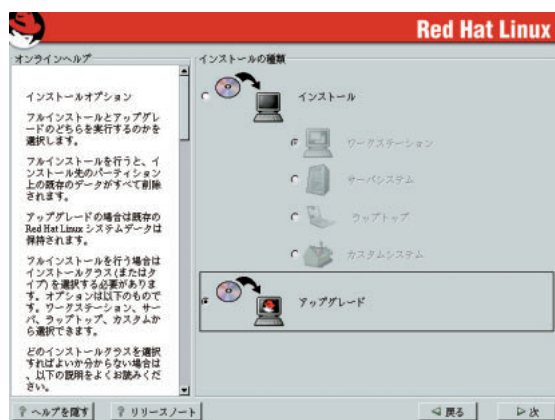 Red Hat Linux
オンラインヘルプ
インストールオプション
フルインストールとアップグレ
ードのどちらを実行するのかを
選択します。
フルインストールを行うと、イ
ンストール先のパーティション
上の既存のデータがすべて削除
されます。
アップグレードの場合は既存の
Red Hat Linux システムデータは
保持されます。
フルインストールを行う場合は
インストールクラス(またはタ
イプ)を選択する必要がありま
す。オプションは以下のもので
す。ワークステーション、サー
バ、ラップトップ、カスタムか
ら選択できます。
どのインストールクラスを選択
すればよいか分からない場合は
、以下の説明をよくお読みくだ
さい。
インストールの種類
インストール
ワークステーション
サーバシステム
ラップトップ
カスタムシステム
アップグレード
? ヘルプを隠す
? リリースノート
戻る
次